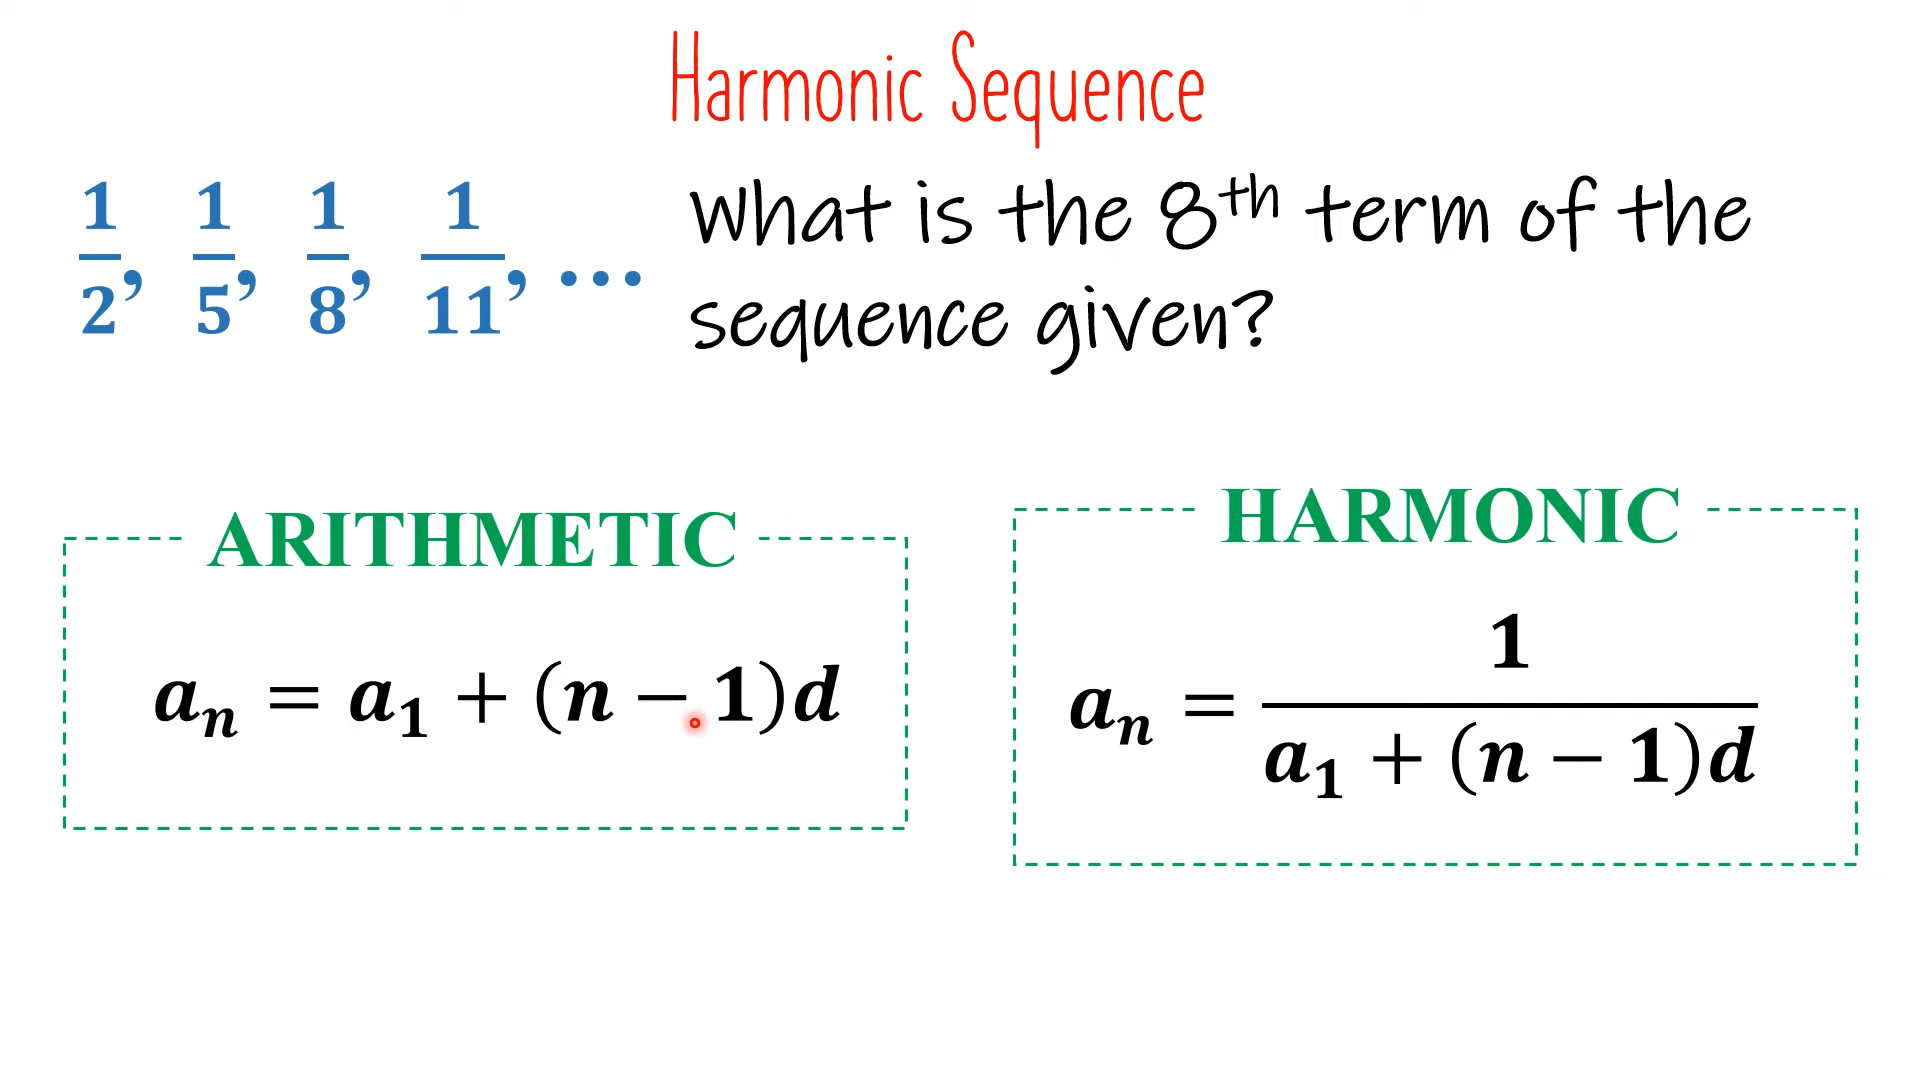 Harmonic Sequence
1/2, 1/5, 1/8, 1/11, ...
What is the 8th term of the
sequence given?
ARITHMETIC
aₙ = a₁ + (n − 1)d
HARMONIC
aₙ = 1/(a₁ + (n − 1)d)